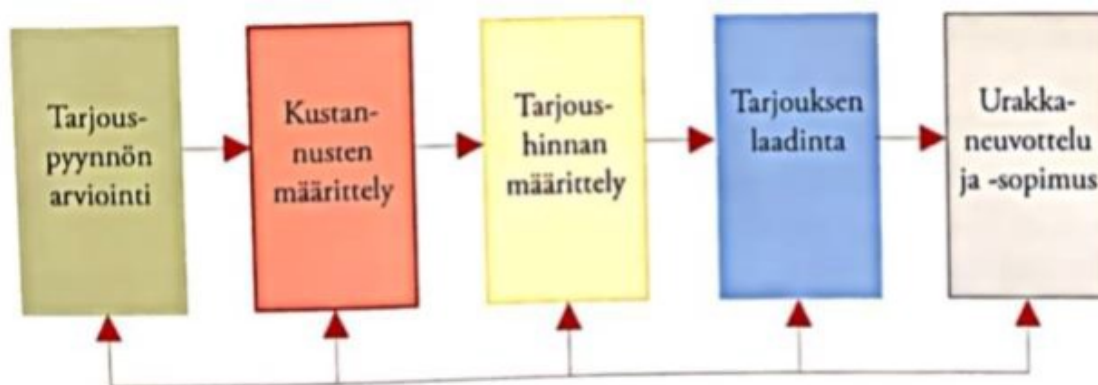 Tarjous-
pyynnön
arviointi
Kustan-
nusten
määrittely
Tarjous-
hinnan
määrittely
Tarjouksen
laadinta
Urakka-
neuvottelu
ja -sopimus